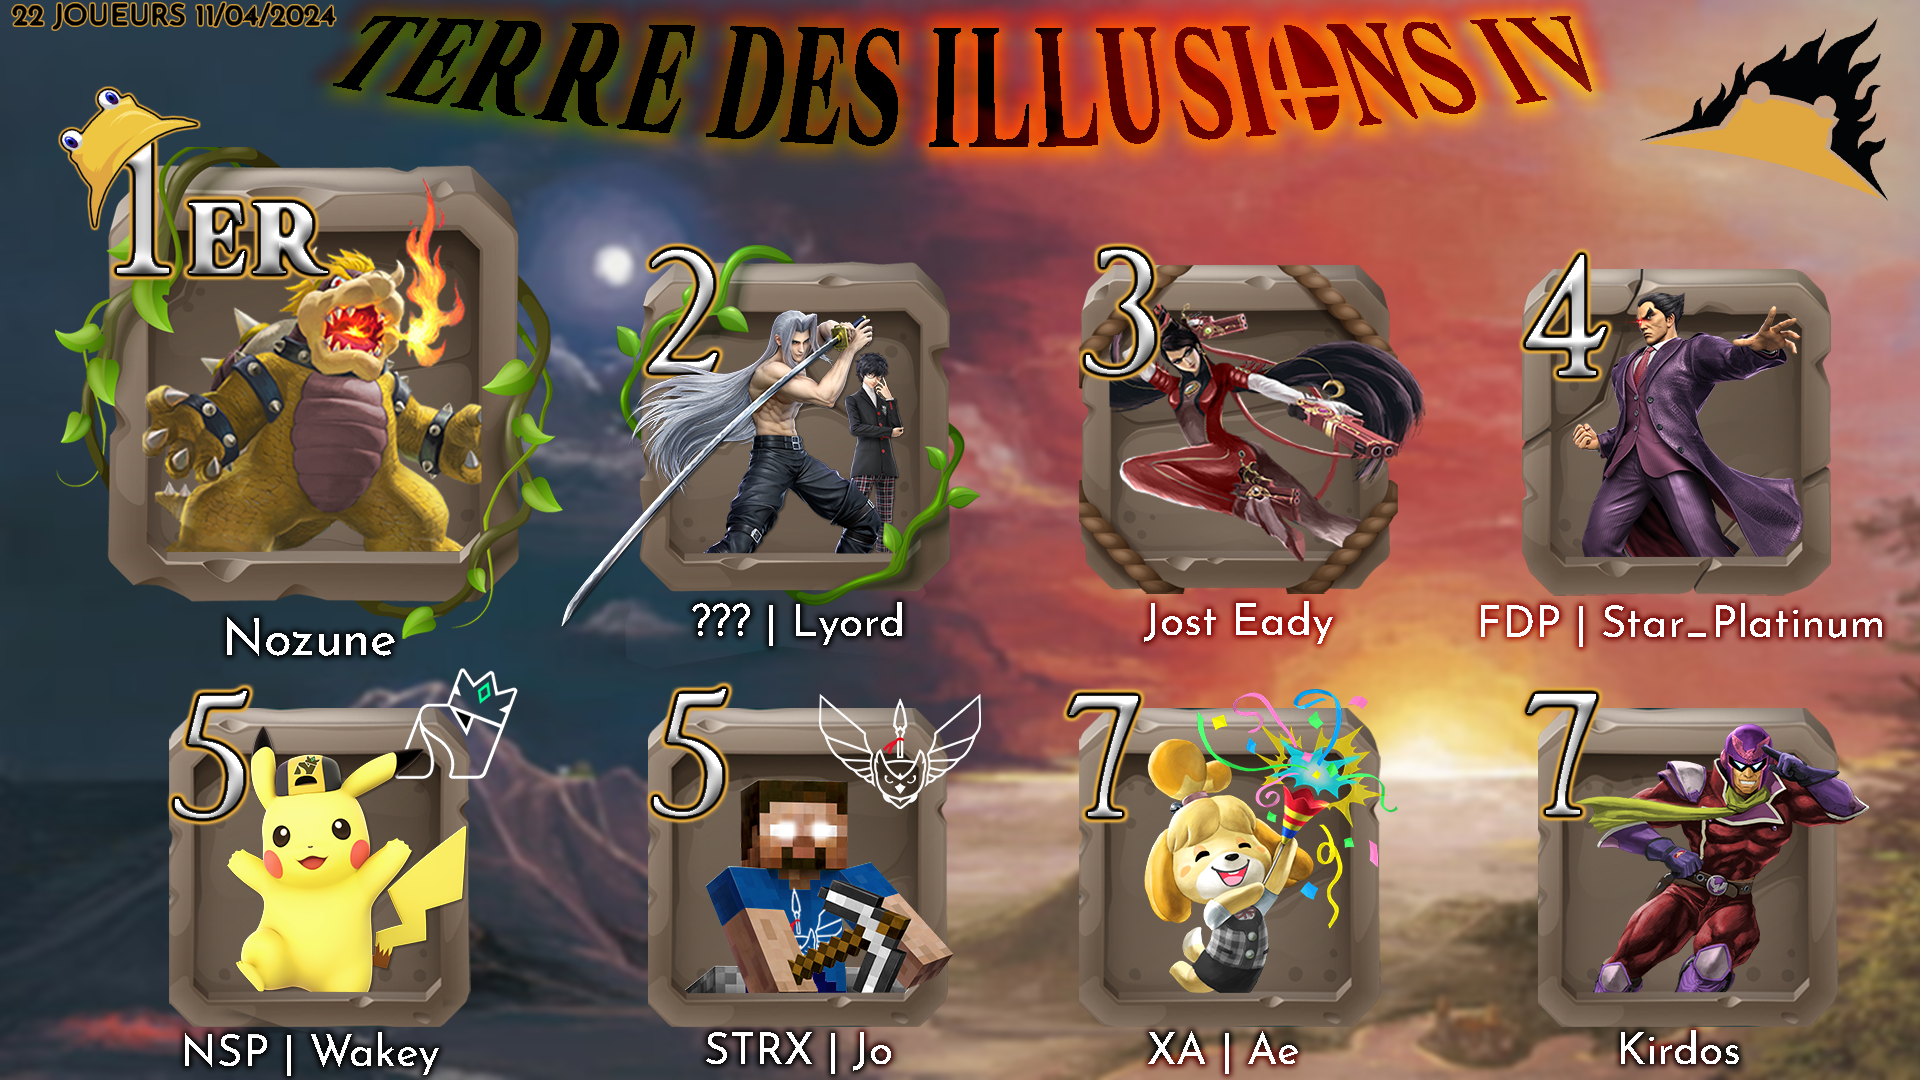 22 JOUEURS 11/04/2024
TERRE DES ILLUSIONS IV
1ER
2
3
4
Nozune
??? | Lyord
Jost Eady
FDP | Star_Platinum
5
5
7
7
NSP | Wakey
STRX | Jo
XA | Ae
Kirdos